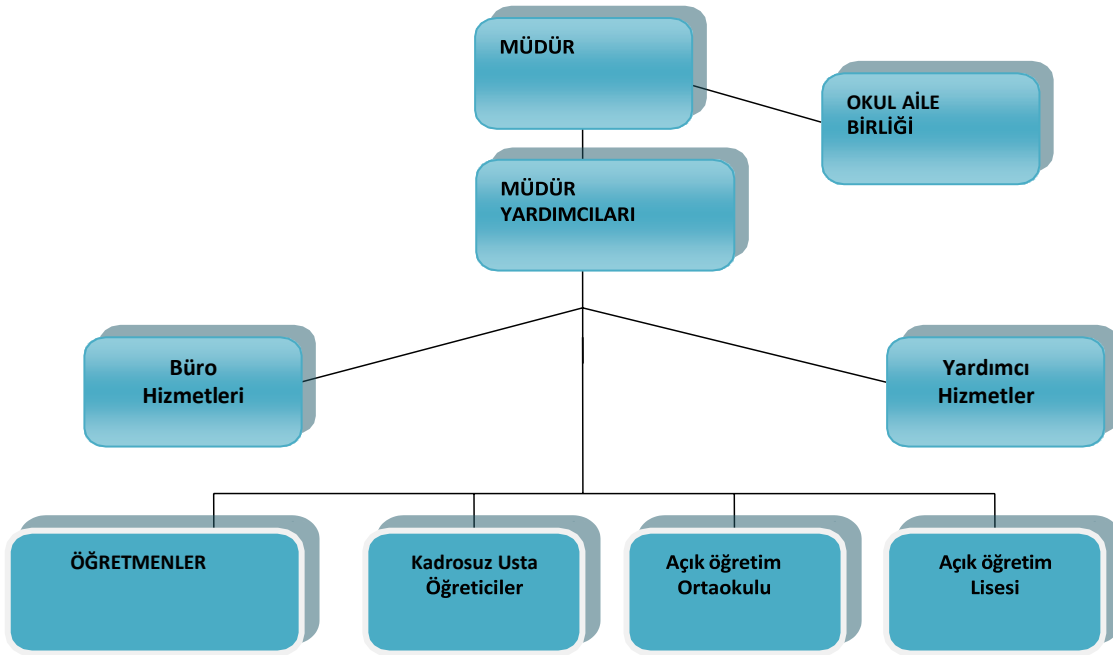 MÜDÜR
OKUL AİLE
BİRLİĞİ
MÜDÜR
YARDIMCILARI
Büro
Hizmetleri
Yardımcı
Hizmetler
ÖĞRETMENLER
Kadrosuz Usta
Öğreticiler
Açık öğretim
Ortaokulu
Açık öğretim
Lisesi